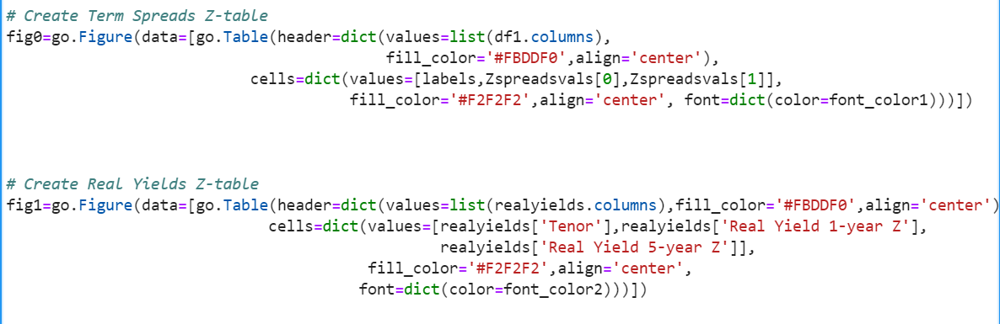 # Create Term Spreads Z-table
fig0=go.Figure(data=[go.Table(header=dict(values=list(df1.columns),
fill_color='#FBDDF0',align='center'),
cells=dict(values=[labels,Zspreadsvals[0],Zspreadsvals[1]],
fill_color='#F2F2F2',align='center', font=dict(color=font_color1)))])
# Create Real Yields Z-table
fig1=go.Figure(data=[go.Table(header=dict(values=list(realyields.columns),fill_color='#FBDDF0',align='center')
cells=dict(values=[realyields['Tenor'],realyields['Real Yield 1-year Z'],
realyields['Real Yield 5-year Z']],
fill_color='#F2F2F2',align='center',
font=dict(color=font_color2)))])